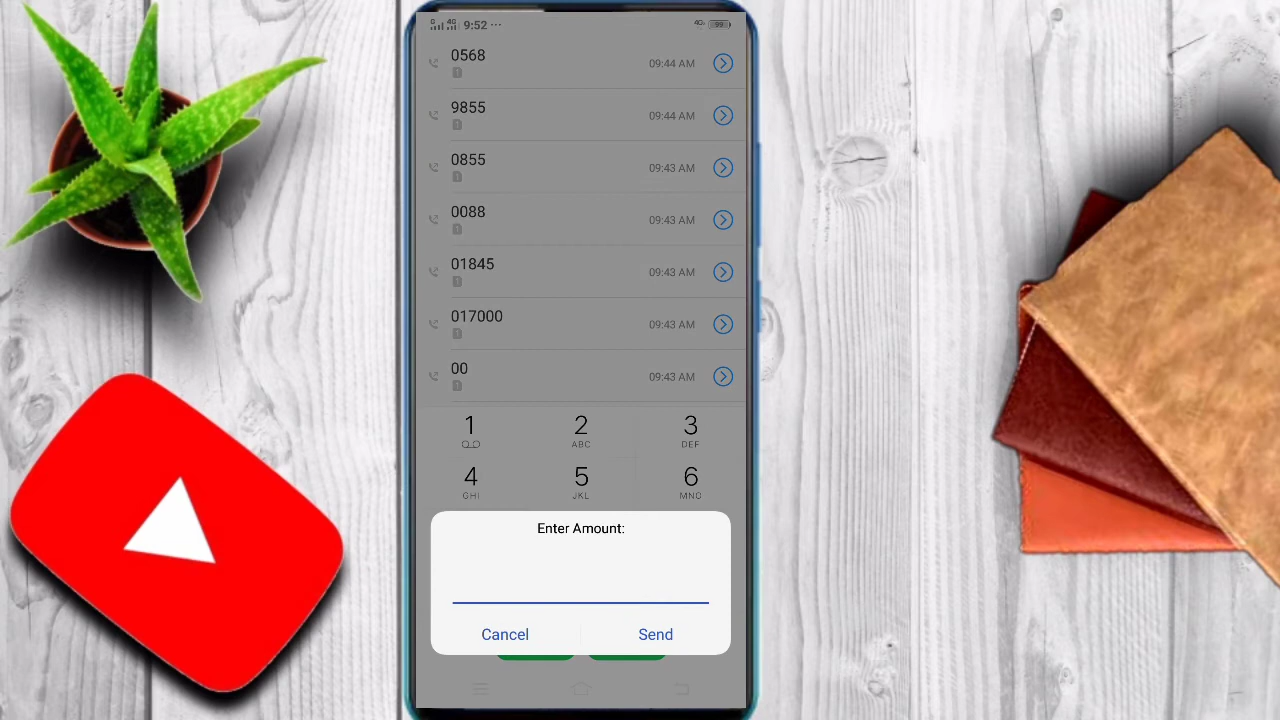 9:52 ···
4G 99
0568
09:44 AM
9855
09:44 AM
0855
09:43 AM
0088
09:43 AM
01845
09:43 AM
017000
09:43 AM
00
09:43 AM
1 2 3
ABC DEF
4 5 6
GHI JKL MNO
Enter Amount:
Cancel Send